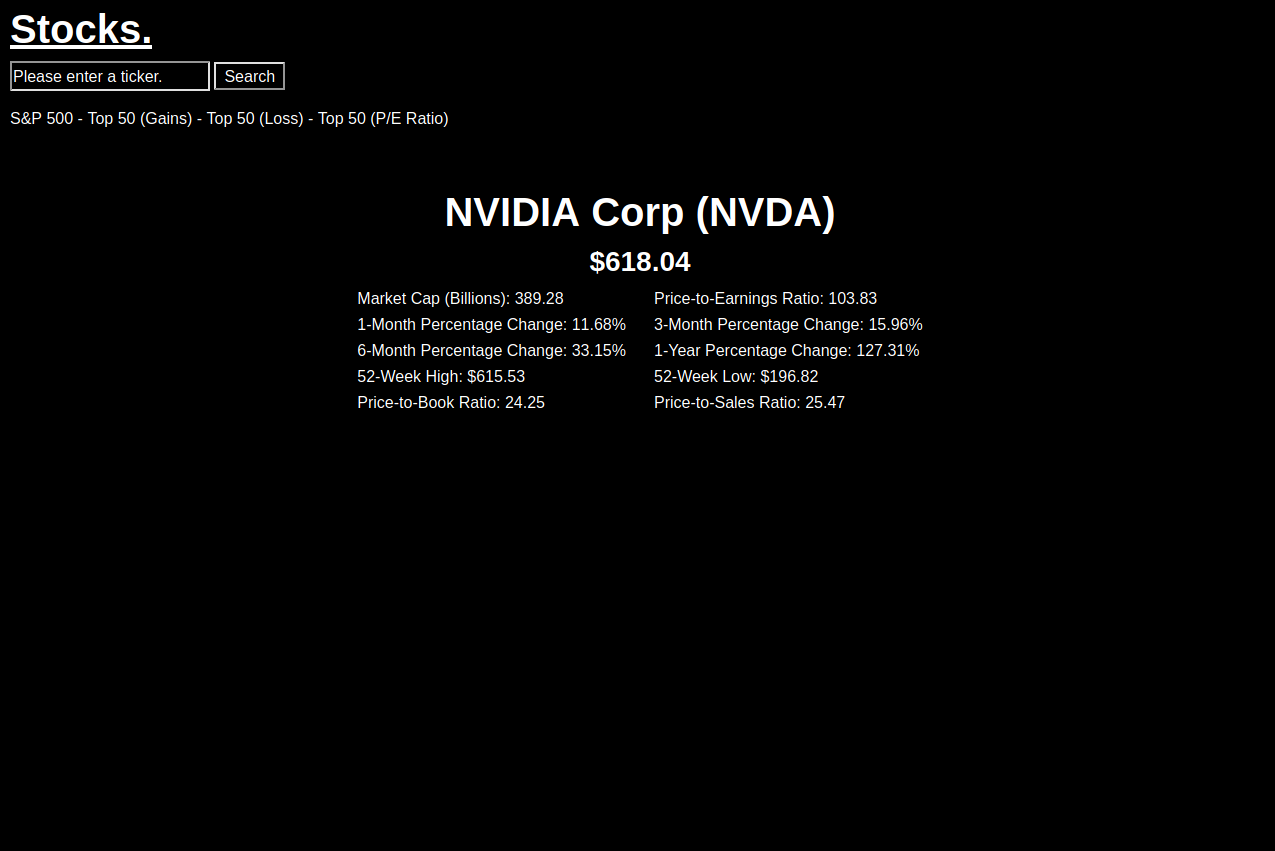 Stocks.
Please enter a ticker. Search
S&P 500 - Top 50 (Gains) - Top 50 (Loss) - Top 50 (P/E Ratio)
NVIDIA Corp (NVDA)
$618.04
Market Cap (Billions): 389.28 Price-to-Earnings Ratio: 103.83
1-Month Percentage Change: 11.68% 3-Month Percentage Change: 15.96%
6-Month Percentage Change: 33.15% 1-Year Percentage Change: 127.31%
52-Week High: $615.53 52-Week Low: $196.82
Price-to-Book Ratio: 24.25 Price-to-Sales Ratio: 25.47